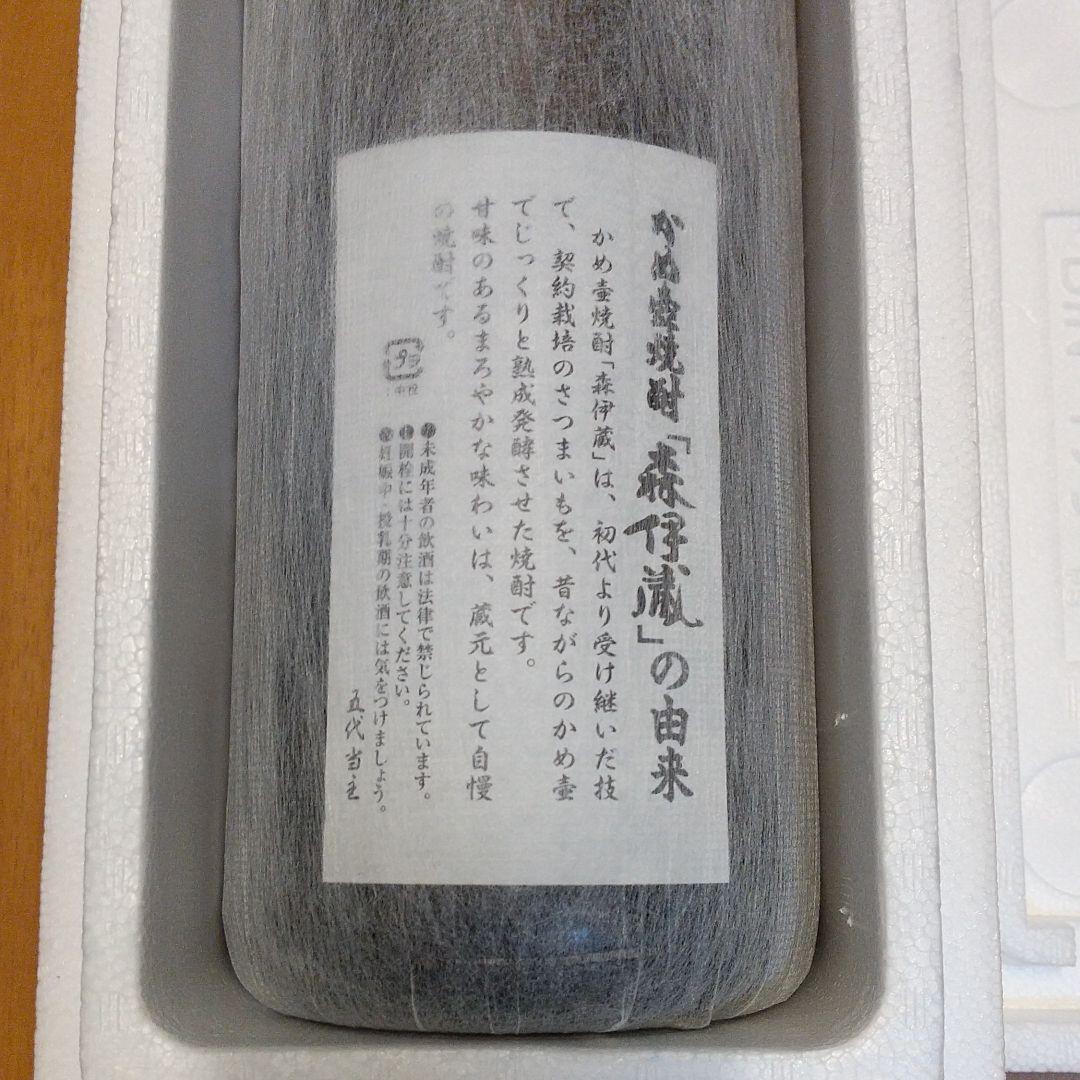 かめ壷焼酎「森伊蔵」の由来
かめ壷焼酎「森伊蔵」は、初代より受け継いだ技
で、契約栽培のさつまいもを、昔ながらのかめ壷
でじっくりと熟成発酵させた焼酎です。
甘味のあるまろやかな味わいは、蔵元として自慢
の焼酎です。
未成年者の飲酒は法律で禁じられています。
開栓には十分注意してください。
妊娠中・授乳期の飲酒には気をつけましょう。
五代当主